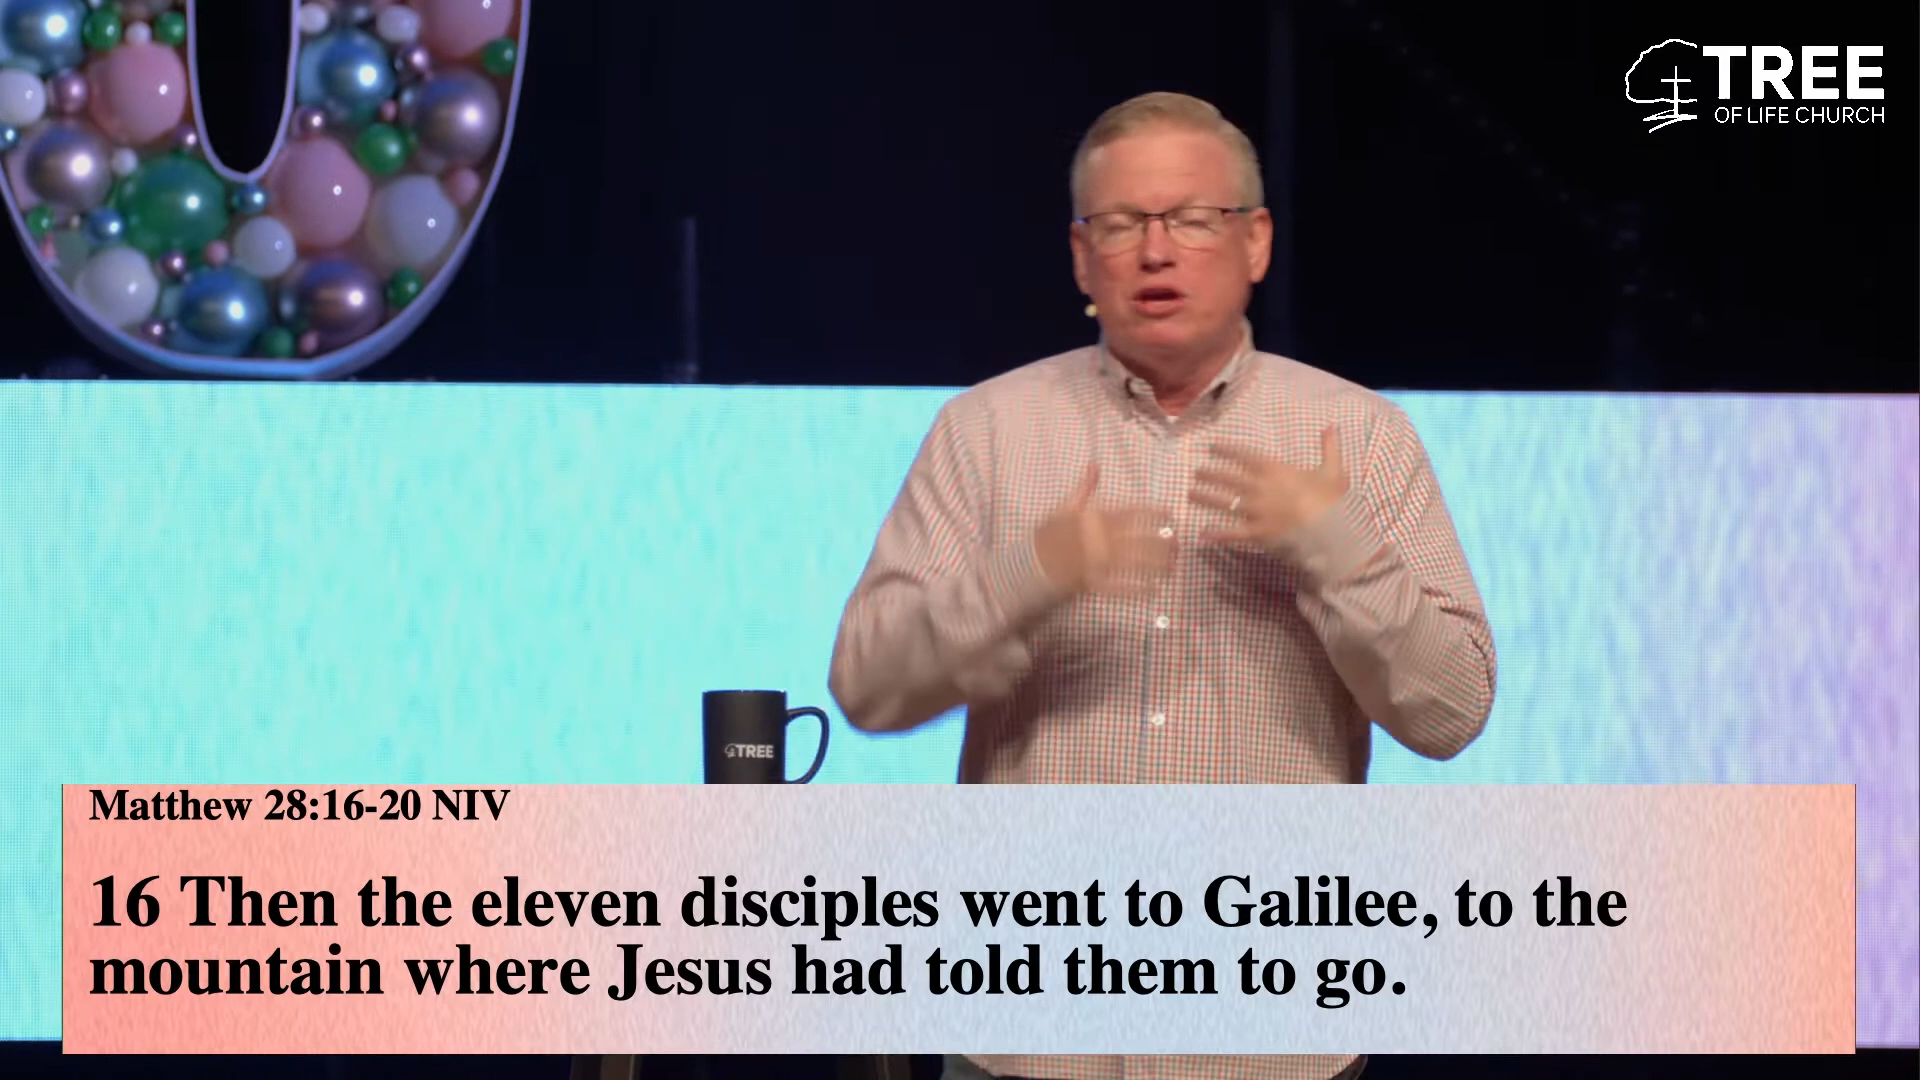 TREE
OF LIFE CHURCH
TREE
Matthew 28:16-20 NIV
16 Then the eleven disciples went to Galilee, to the
mountain where Jesus had told them to go.